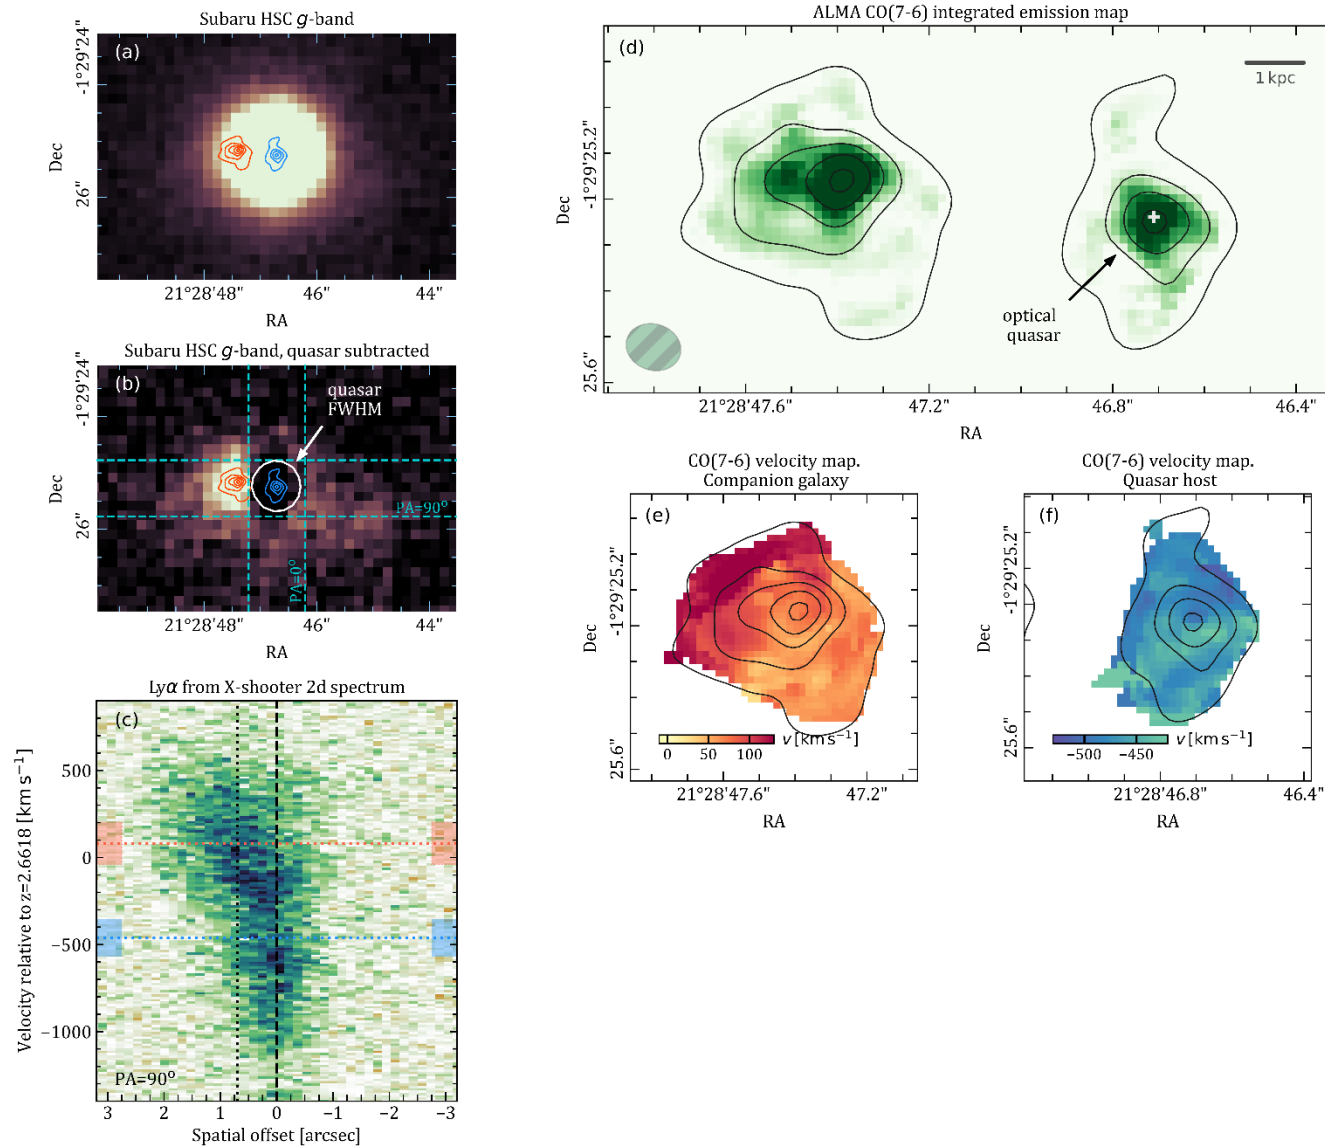 Subaru HSC g-band
(a)
-1°29'24"
26"
Dec
21°28'48"
46"
44"
RA
Subaru HSC g-band, quasar subtracted
(b)
quasar
FWHM
PA=90°
PA=0°
-1°29'24"
26"
Dec
21°28'48"
46"
44"
RA
Lyα from X-shooter 2d spectrum
(c)
500
0
−500
−1000
Velocity relative to z=2.6618 [km s⁻¹]
PA=90°
3
2
1
0
−1
−2
−3
Spatial offset [arcsec]
ALMA CO(7-6) integrated emission map
(d)
1 kpc
optical
quasar
-1°29'25.2"
25.6"
Dec
21°28'47.6"
47.2"
46.8"
46.4"
RA
CO(7-6) velocity map.
Companion galaxy
(e)
-1°29'25.2"
25.6"
Dec
0
50
100
v [km s⁻¹]
21°28'47.6"
47.2"
RA
CO(7-6) velocity map.
Quasar host
(f)
-1°29'25.2"
25.6"
Dec
−500
−450
v [km s⁻¹]
21°28'46.8"
46.4"
RA